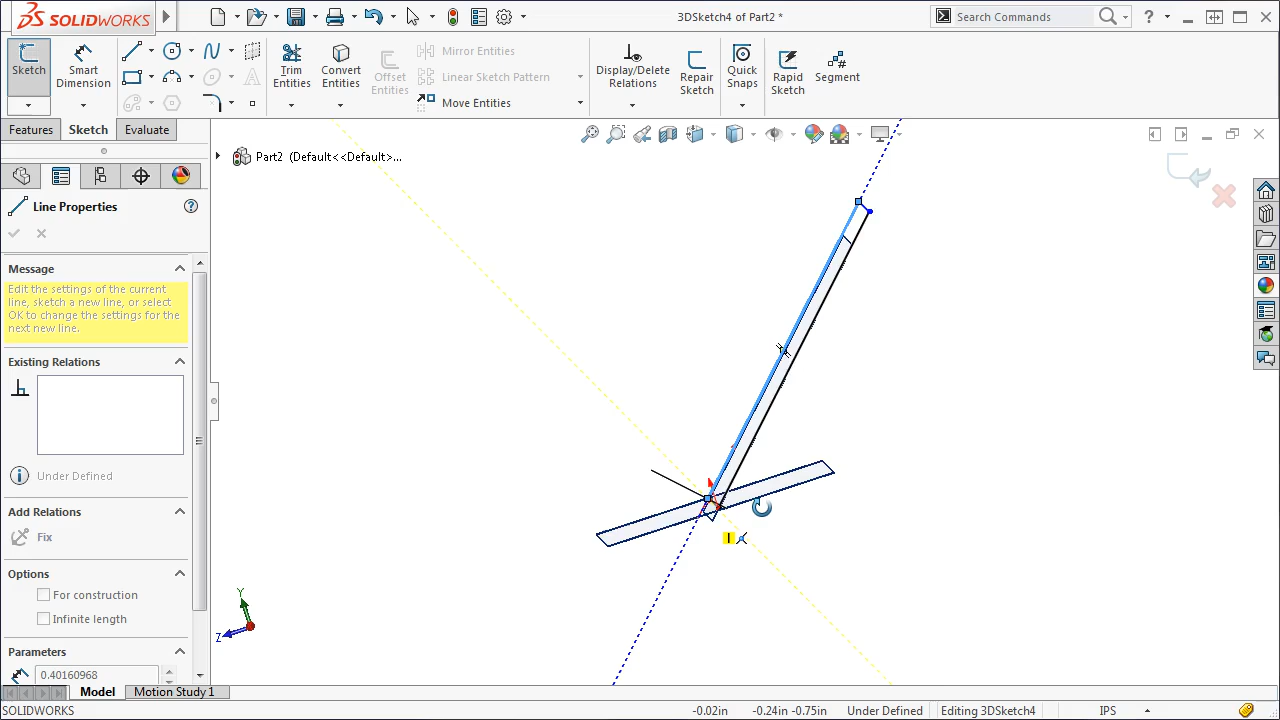 SOLIDWORKS
3DSketch4 of Part2 *
Search Commands
?
Sketch
Smart Dimension
Trim Entities
Convert Entities
Offset Entities
Mirror Entities
Linear Sketch Pattern
Move Entities
Display/Delete Relations
Repair Sketch
Quick Snaps
Rapid Sketch
Segment
Features
Sketch
Evaluate
Part2 (Default<<Default>...
Line Properties
?
Message
Edit the settings of the current
line, sketch a new line, or select
OK to change the settings for the
next new line.
Existing Relations
Under Defined
Add Relations
Fix
Options
For construction
Infinite length
Parameters
0.40160968
Y
Z
Model
Motion Study 1
SOLIDWORKS
-0.02in
-0.24in -0.75in
Under Defined
Editing 3DSketch4
IPS